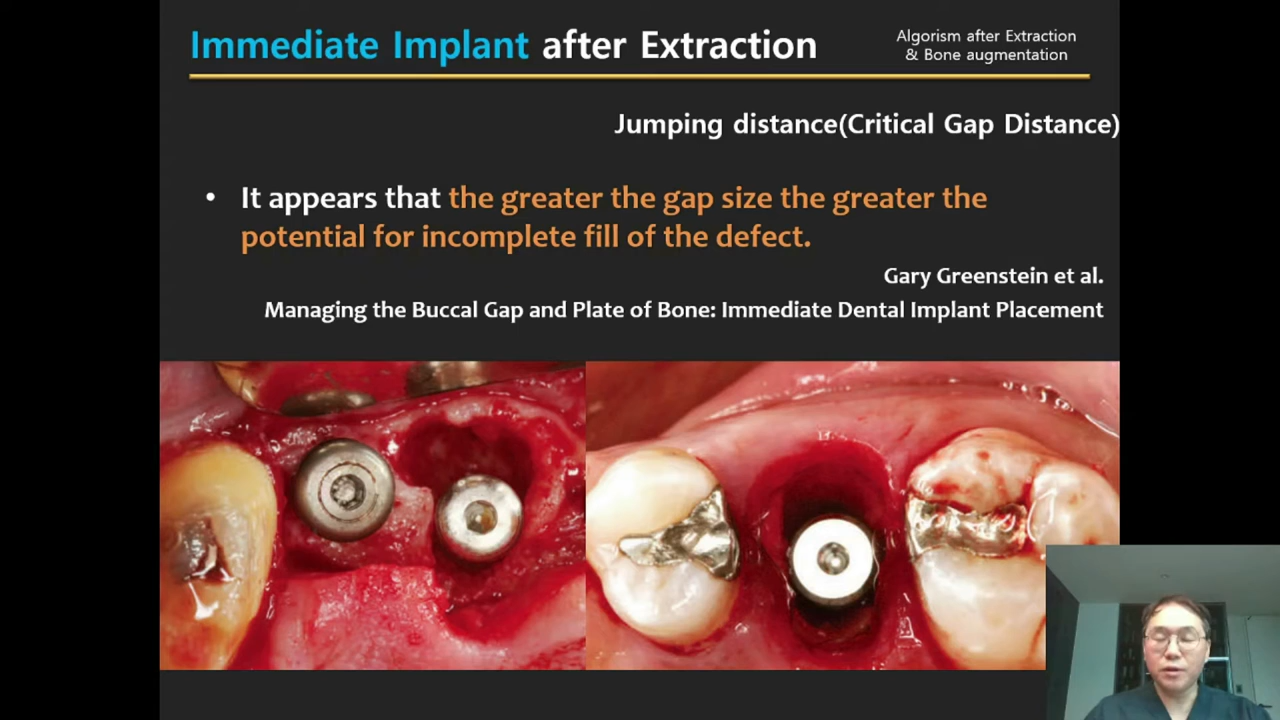 Immediate Implant after Extraction
Algorism after Extraction
& Bone augmentation
Jumping distance(Critical Gap Distance)
• It appears that the greater the gap size the greater the
potential for incomplete fill of the defect.
Gary Greenstein et al.
Managing the Buccal Gap and Plate of Bone: Immediate Dental Implant Placement